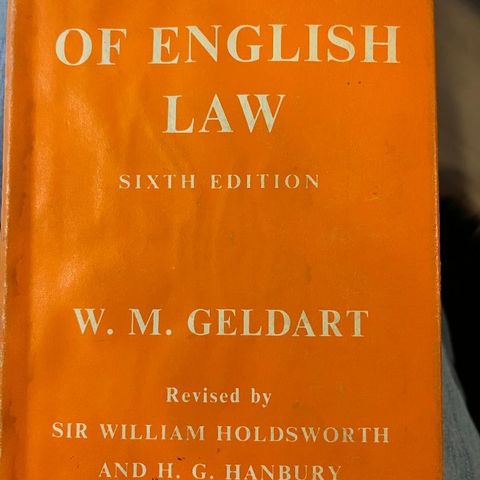 OF ENGLISH
LAW
SIXTH EDITION
W. M. GELDART
Revised by
SIR WILLIAM HOLDSWORTH
AND H. G. HANBURY